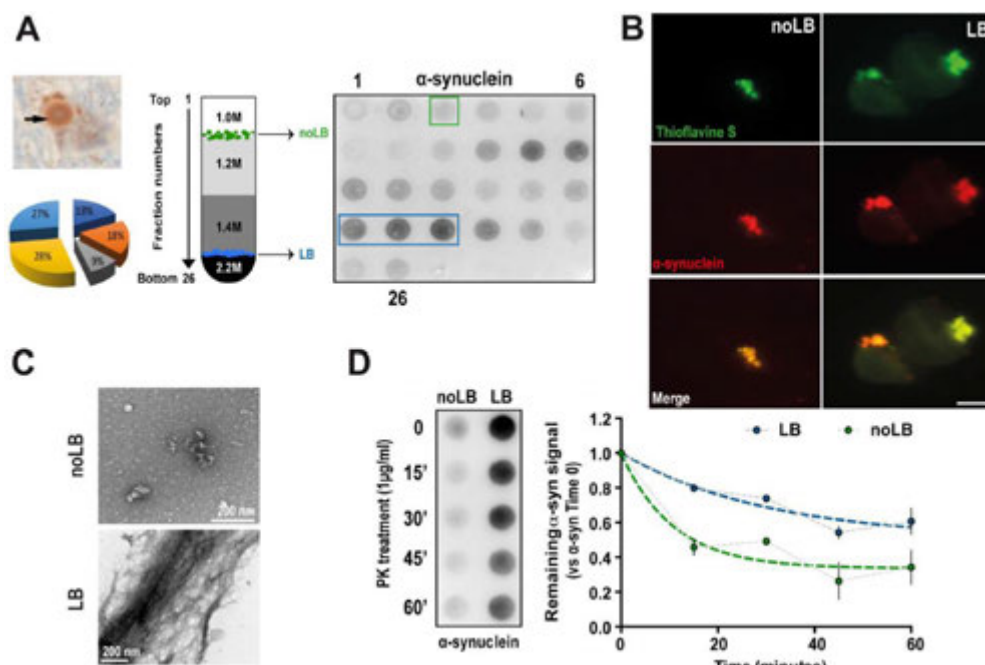 A
1 α-synuclein 6
Top 1
1.0M
noLB
1.2M
Fraction numbers
1.4M
LB
Bottom 26
2.2M
26
27%
13%
18%
9%
B
noLB
LB
Thioflavine S
α-synuclein
Merge
C
noLB
200 nm
LB
200 nm
D
noLB LB
PK treatment (1µg/ml)
0
15'
30'
45'
60'
α-synuclein
LB noLB
Remaining α-syn signal
(vs α-syn Time 0)
1.2
1.0
0.8
0.6
0.4
0.2
0.0
0 20 40 60
Time (minutes)